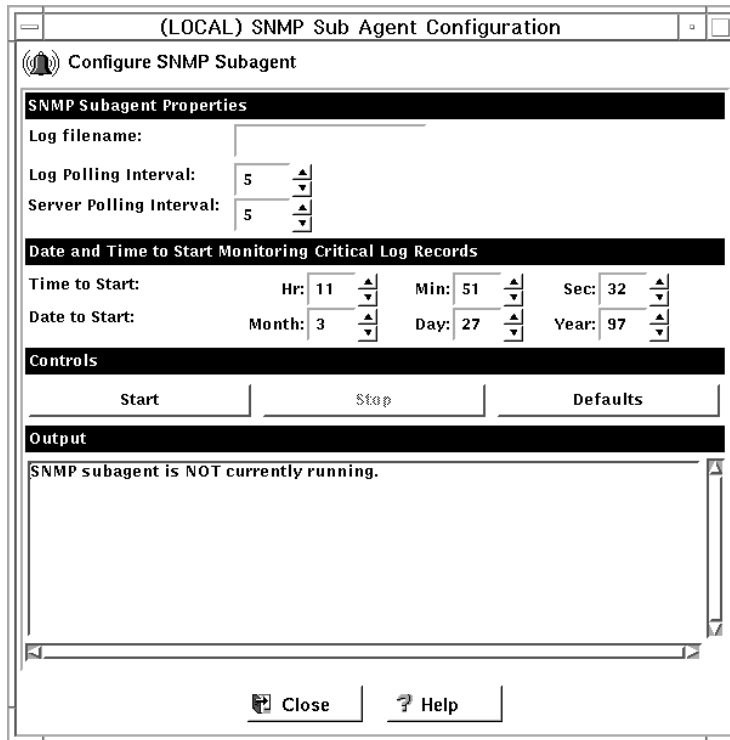 (LOCAL) SNMP Sub Agent Configuration
Configure SNMP Subagent
SNMP Subagent Properties
Log filename:
Log Polling Interval: 5
Server Polling Interval: 5
Date and Time to Start Monitoring Critical Log Records
Time to Start: Hr: 11 Min: 51 Sec: 32
Date to Start: Month: 3 Day: 27 Year: 97
Controls
Start Stop Defaults
Output
SNMP subagent is NOT currently running.
Close Help